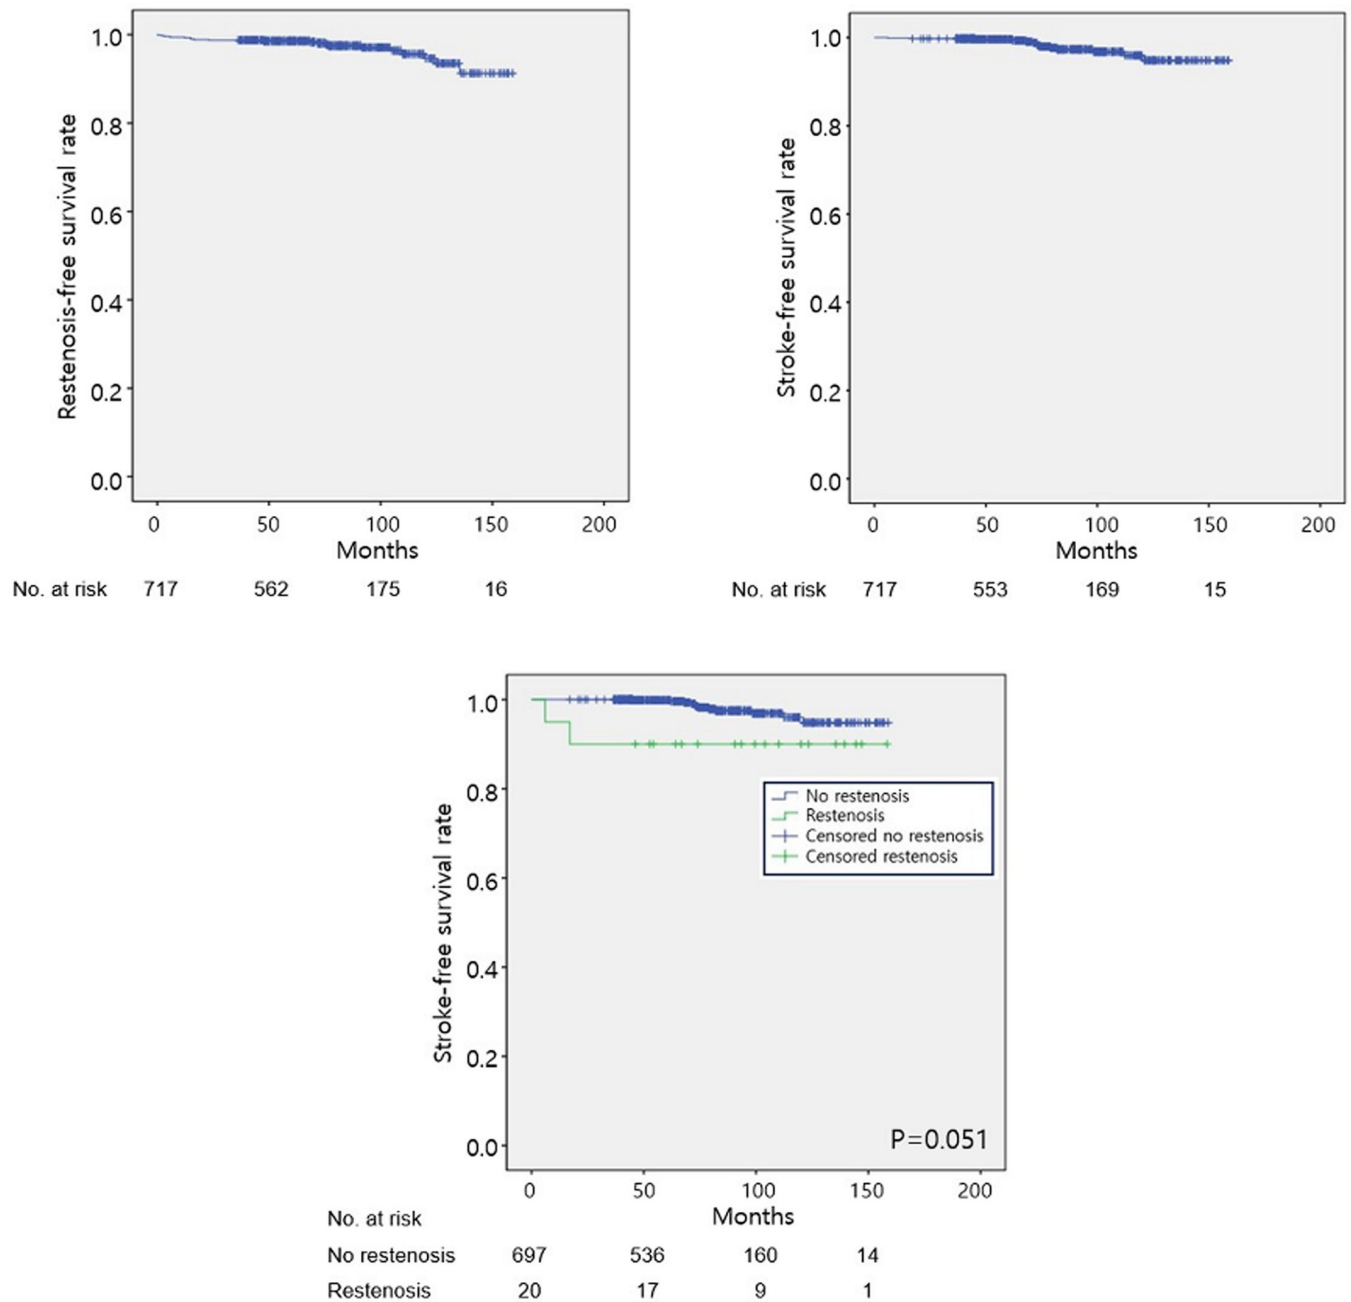 Restenosis-free survival rate
1.0
0.8
0.6
0.4
0.2
0.0
0 50 100 150 200
Months
No. at risk 717 562 175 16
Stroke-free survival rate
1.0
0.8
0.6
0.4
0.2
0.0
0 50 100 150 200
Months
No. at risk 717 553 169 15
Stroke-free survival rate
1.0
0.8
0.6
0.4
0.2
0.0
No restenosis
Restenosis
Censored no restenosis
Censored restenosis
P=0.051
0 50 100 150 200
Months
No. at risk
No restenosis 697 536 160 14
Restenosis 20 17 9 1